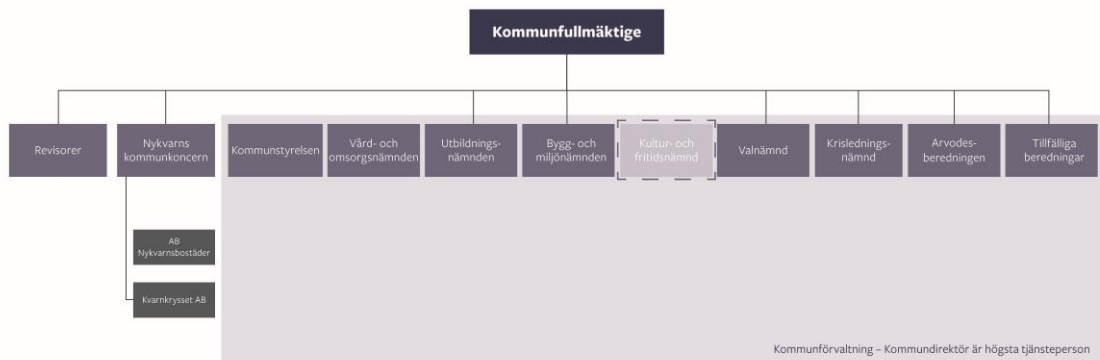 Kommunfullmäktige
Revisorer
Nykvarns
kommunkoncern
Kommunstyrelsen
Vård- och
omsorgsnämnden
Utbildnings-
nämnden
Bygg- och
miljönämnden
Kultur- och
fritidsnämnd
Valnämnd
Krislednings-
nämnd
Arvodes-
beredningen
Tillfälliga
beredningar
AB
Nykvarnsbostäder
Kvarnkrysset AB
Kommunförvaltning – Kommundirektör är högsta tjänsteperson